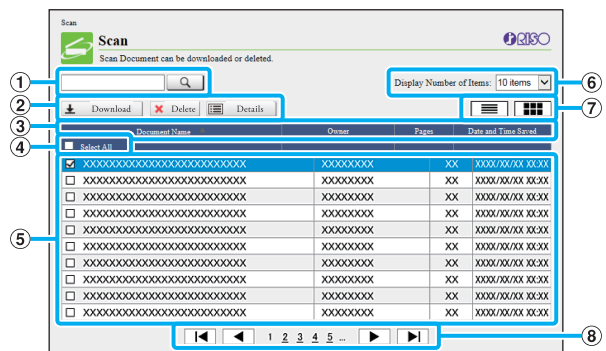 Scan
Scan
RISO
Scan Document can be downloaded or deleted.
1
Display Number of Items: 10 items
6
2
Download Delete Details
7
3
Document Name Owner Pages Date and Time Saved
4
Select All
XXXXXXXXXXXXXXXXXXXXXXXXX XXXXXXXX XX XXXX/XX/XX XX:XX
XXXXXXXXXXXXXXXXXXXXXXXXX XXXXXXXX XX XXXX/XX/XX XX:XX
XXXXXXXXXXXXXXXXXXXXXXXXX XXXXXXXX XX XXXX/XX/XX XX:XX
XXXXXXXXXXXXXXXXXXXXXXXXX XXXXXXXX XX XXXX/XX/XX XX:XX
5
XXXXXXXXXXXXXXXXXXXXXXXXX XXXXXXXX XX XXXX/XX/XX XX:XX
XXXXXXXXXXXXXXXXXXXXXXXXX XXXXXXXX XX XXXX/XX/XX XX:XX
XXXXXXXXXXXXXXXXXXXXXXXXX XXXXXXXX XX XXXX/XX/XX XX:XX
XXXXXXXXXXXXXXXXXXXXXXXXX XXXXXXXX XX XXXX/XX/XX XX:XX
XXXXXXXXXXXXXXXXXXXXXXXXX XXXXXXXX XX XXXX/XX/XX XX:XX
XXXXXXXXXXXXXXXXXXXXXXXXX XXXXXXXX XX XXXX/XX/XX XX:XX
1 2 3 4 5 ...
8